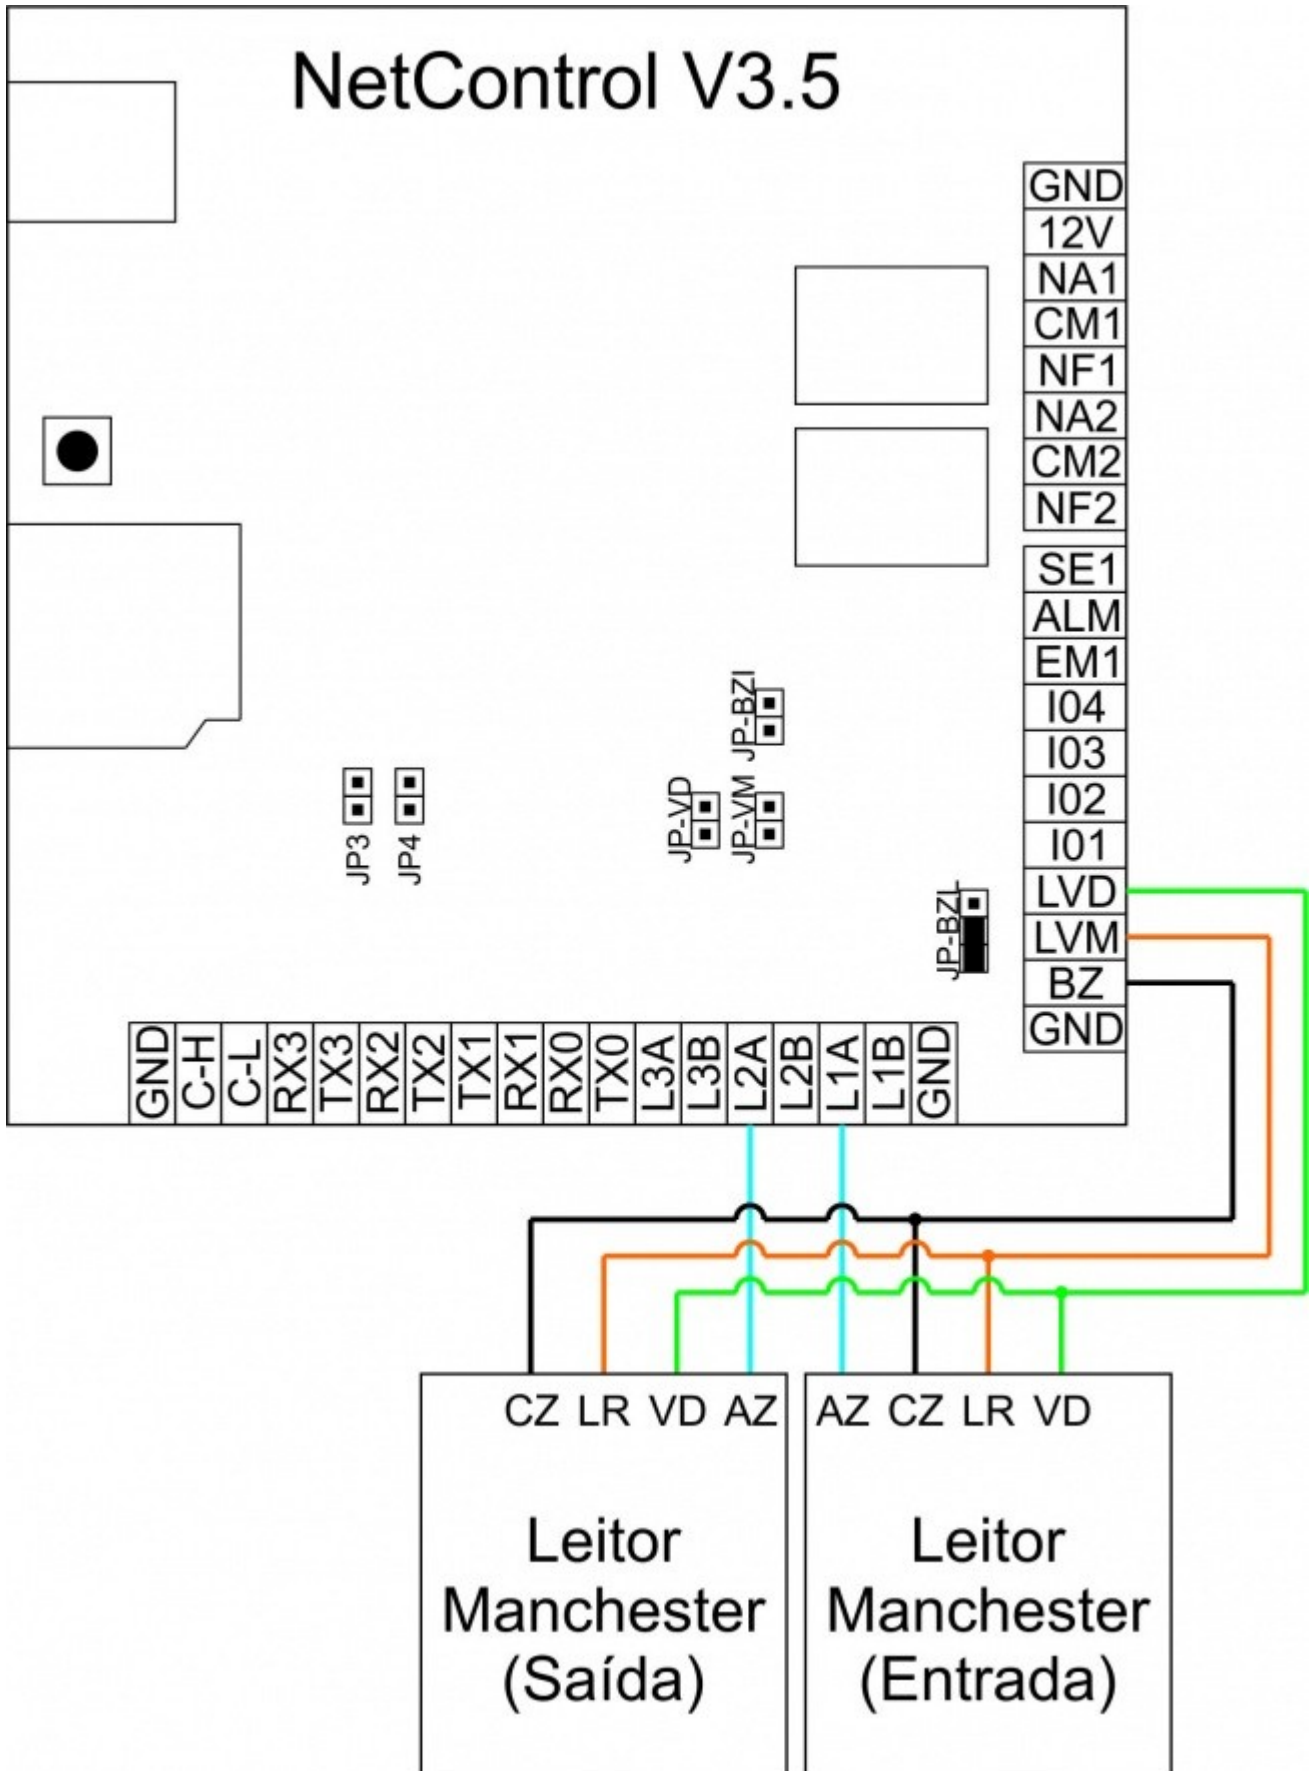 NetControl V3.5
GND
12V
NA1
CM1
NF1
NA2
CM2
NF2
SE1
ALM
EM1
I04
I03
I02
I01
LVD
LVM
BZ
GND
JP-BZI
JP-VD
JP-VM
JP3
JP4
JP-BZL
GND
C-H
C-L
RX3
TX3
RX2
TX2
TX1
RX1
RX0
TX0
L3A
L3B
L2A
L2B
L1A
L1B
GND
CZ LR VD AZ
Leitor
Manchester
(Saída)
AZ CZ LR VD
Leitor
Manchester
(Entrada)